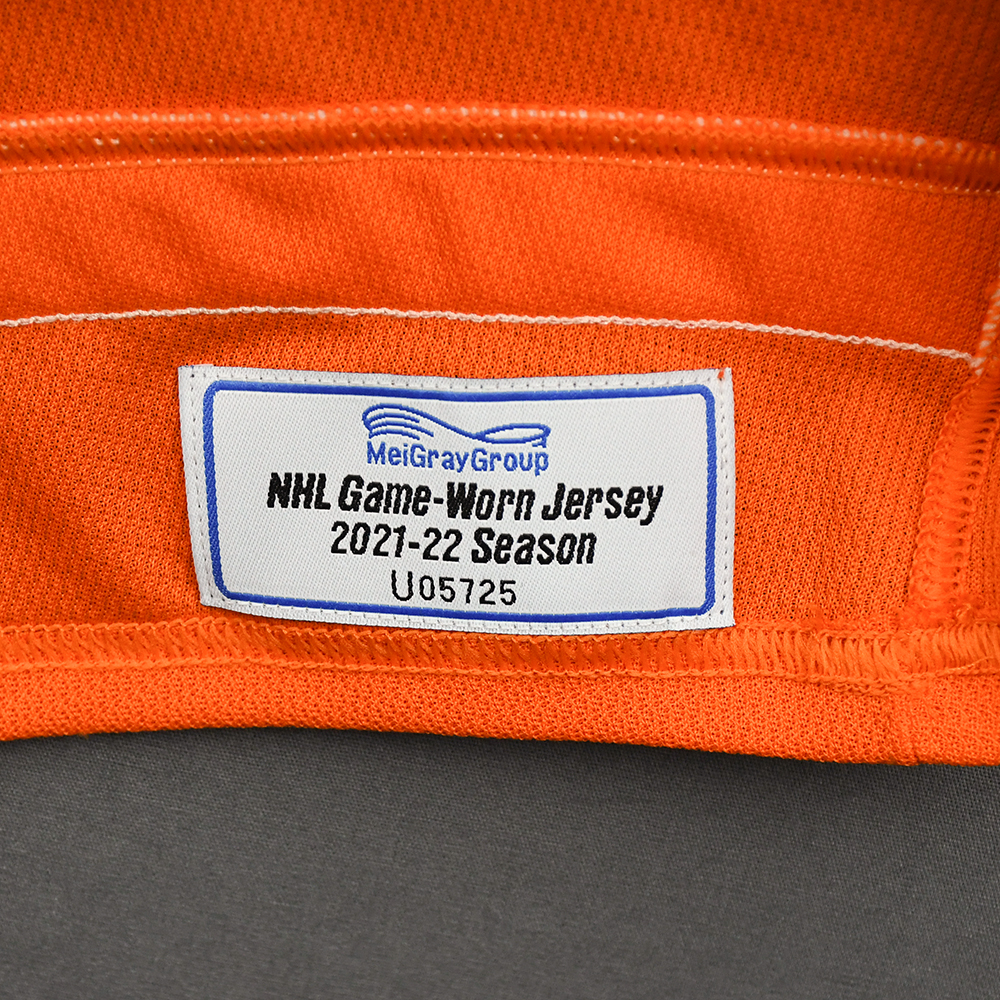 MeiGrayGroup
NHL Game-Worn Jersey
2021-22 Season
U05725